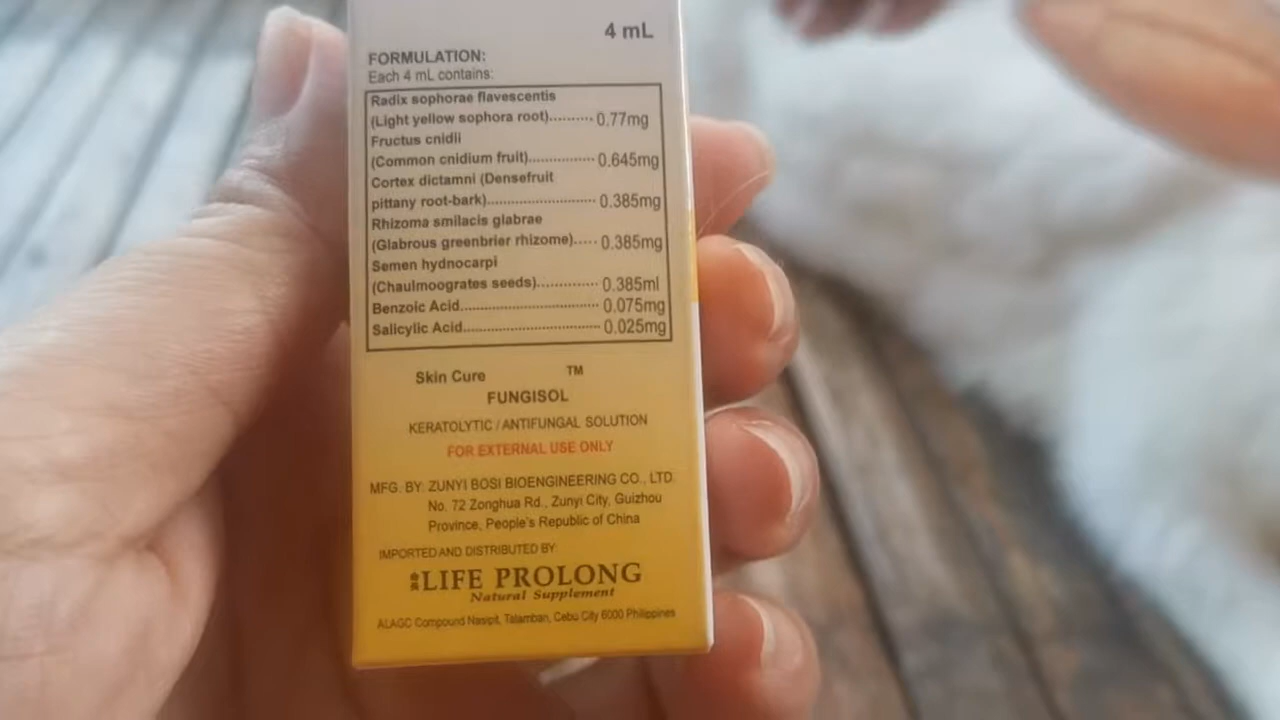 4 mL
FORMULATION:
Each 4 mL contains:
Radix sophorae flavescentis
(Light yellow sophora root).......... 0.77mg
Fructus cnidii
(Common cnidium fruit)................ 0.645mg
Cortex dictamni (Densefruit
pittany root-bark).......................... 0.385mg
Rhizoma smilacis glabrae
(Glabrous greenbrier rhizome)..... 0.385mg
Semen hydnocarpi
(Chaulmoogrates seeds).............. 0.385ml
Benzoic Acid................................. 0.075mg
Salicylic Acid................................. 0.025mg
Skin Cure TM
FUNGISOL
KERATOLYTIC / ANTIFUNGAL SOLUTION
FOR EXTERNAL USE ONLY
MFG. BY: ZUNYI BOSI BIOENGINEERING CO., LTD.
No. 72 Zonghua Rd., Zunyi City, Guizhou
Province, People's Republic of China
IMPORTED AND DISTRIBUTED BY:
LIFE PROLONG
Natural Supplement
ALAGC Compound Nasipit, Talamban, Cebu City 6000 Philippines